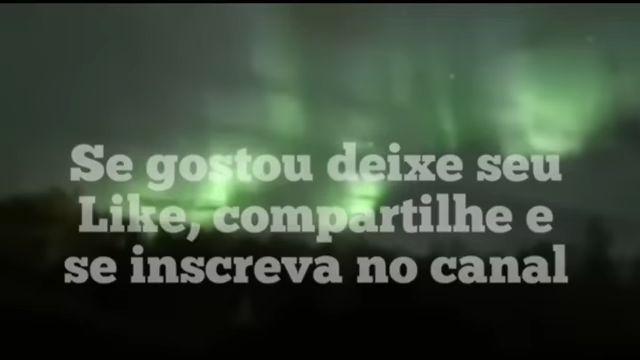 Se gostou deixe seu
Like, compartilhe e
se inscreva no canal